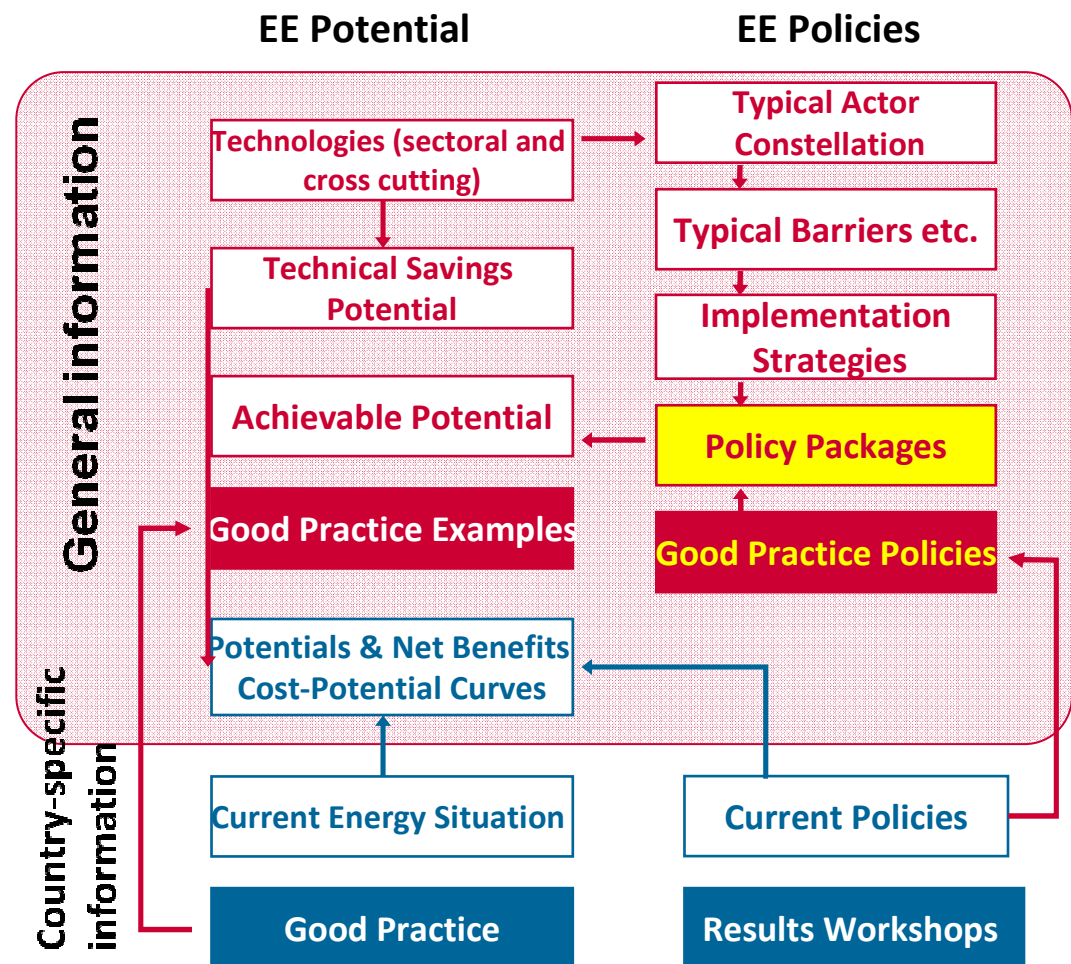 EE Potential
EE Policies
General information
Technologies (sectoral and
cross cutting)
Technical Savings
Potential
Achievable Potential
Good Practice Examples
Potentials & Net Benefits
Cost-Potential Curves
Typical Actor
Constellation
Typical Barriers etc.
Implementation
Strategies
Policy Packages
Good Practice Policies
Country-specific
information
Current Energy Situation
Good Practice
Current Policies
Results Workshops